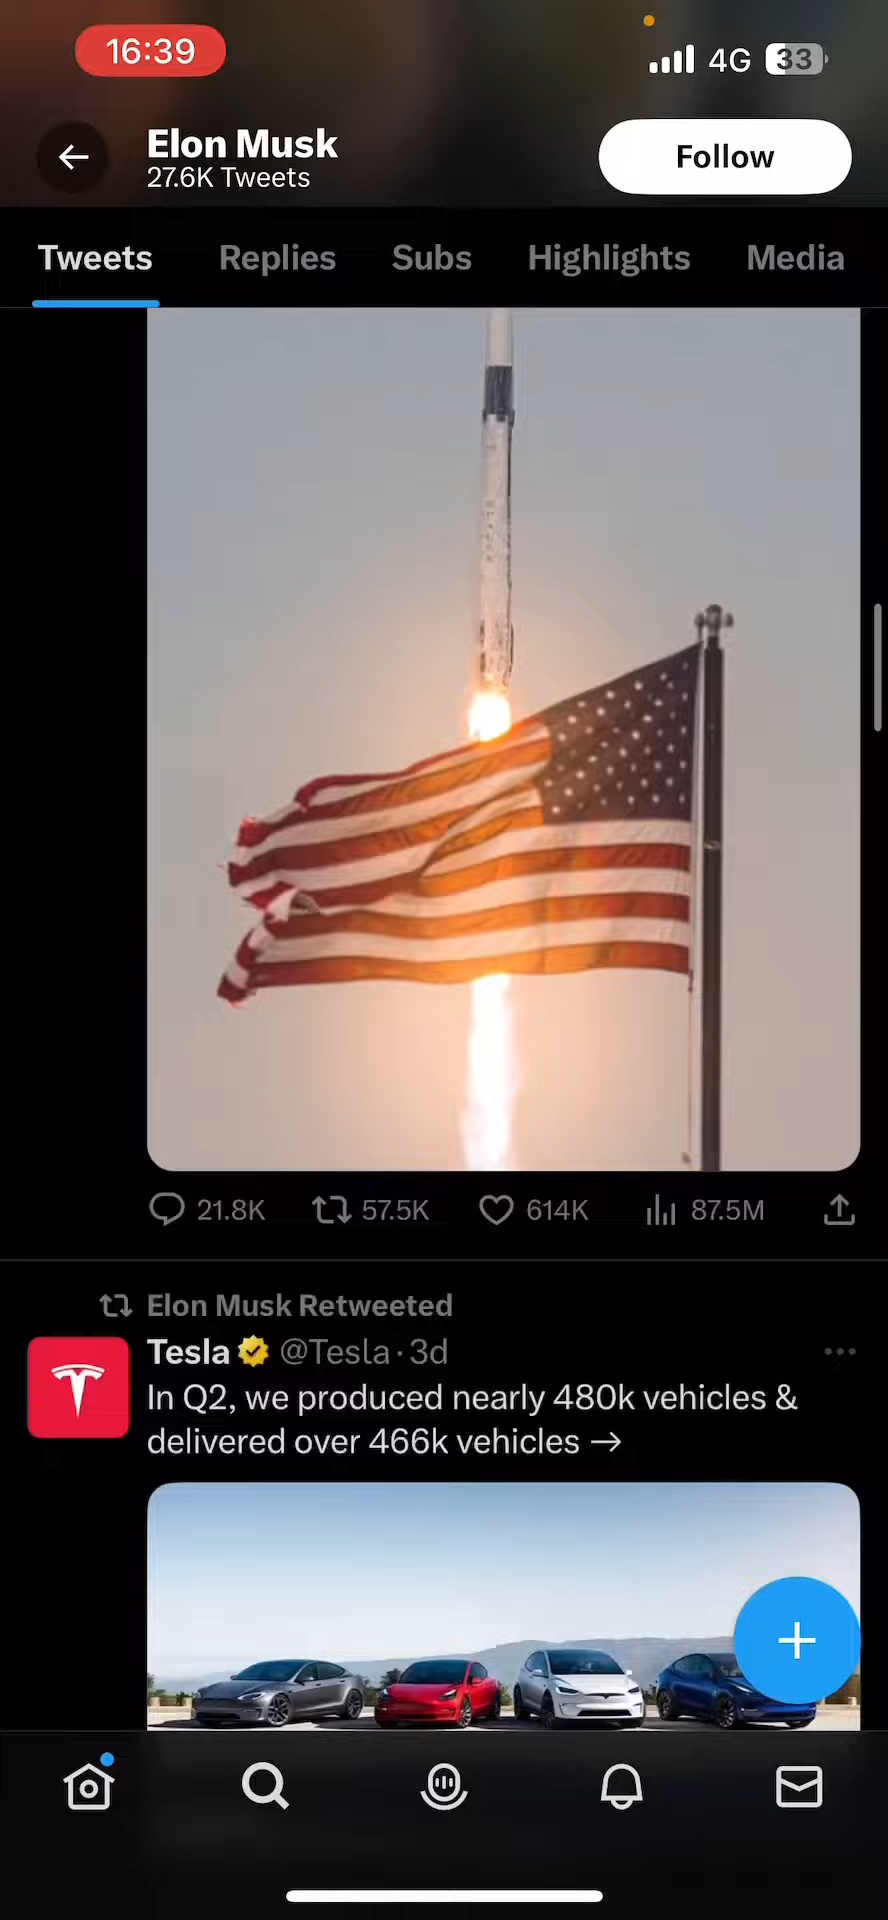 16:39
4G 33
Elon Musk
27.6K Tweets
Follow
Tweets Replies Subs Highlights Media
21.8K 57.5K 614K 87.5M
Elon Musk Retweeted
Tesla @Tesla · 3d
In Q2, we produced nearly 480k vehicles &
delivered over 466k vehicles →